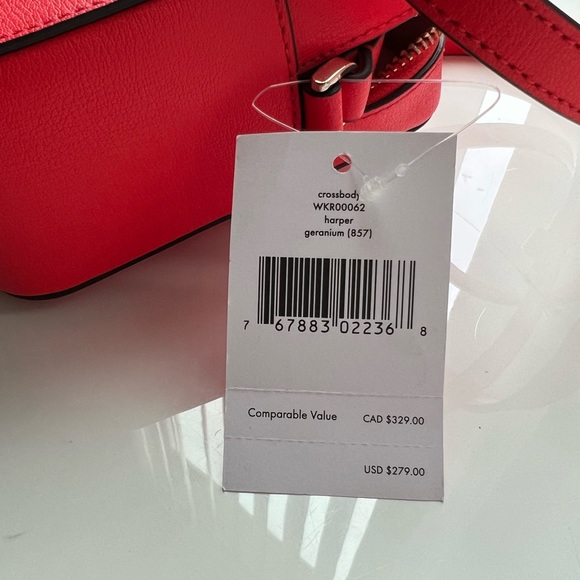 crossbody
WKR00062
harper
geranium (857)
7 67883 02236 8
Comparable Value CAD $329.00
USD $279.00